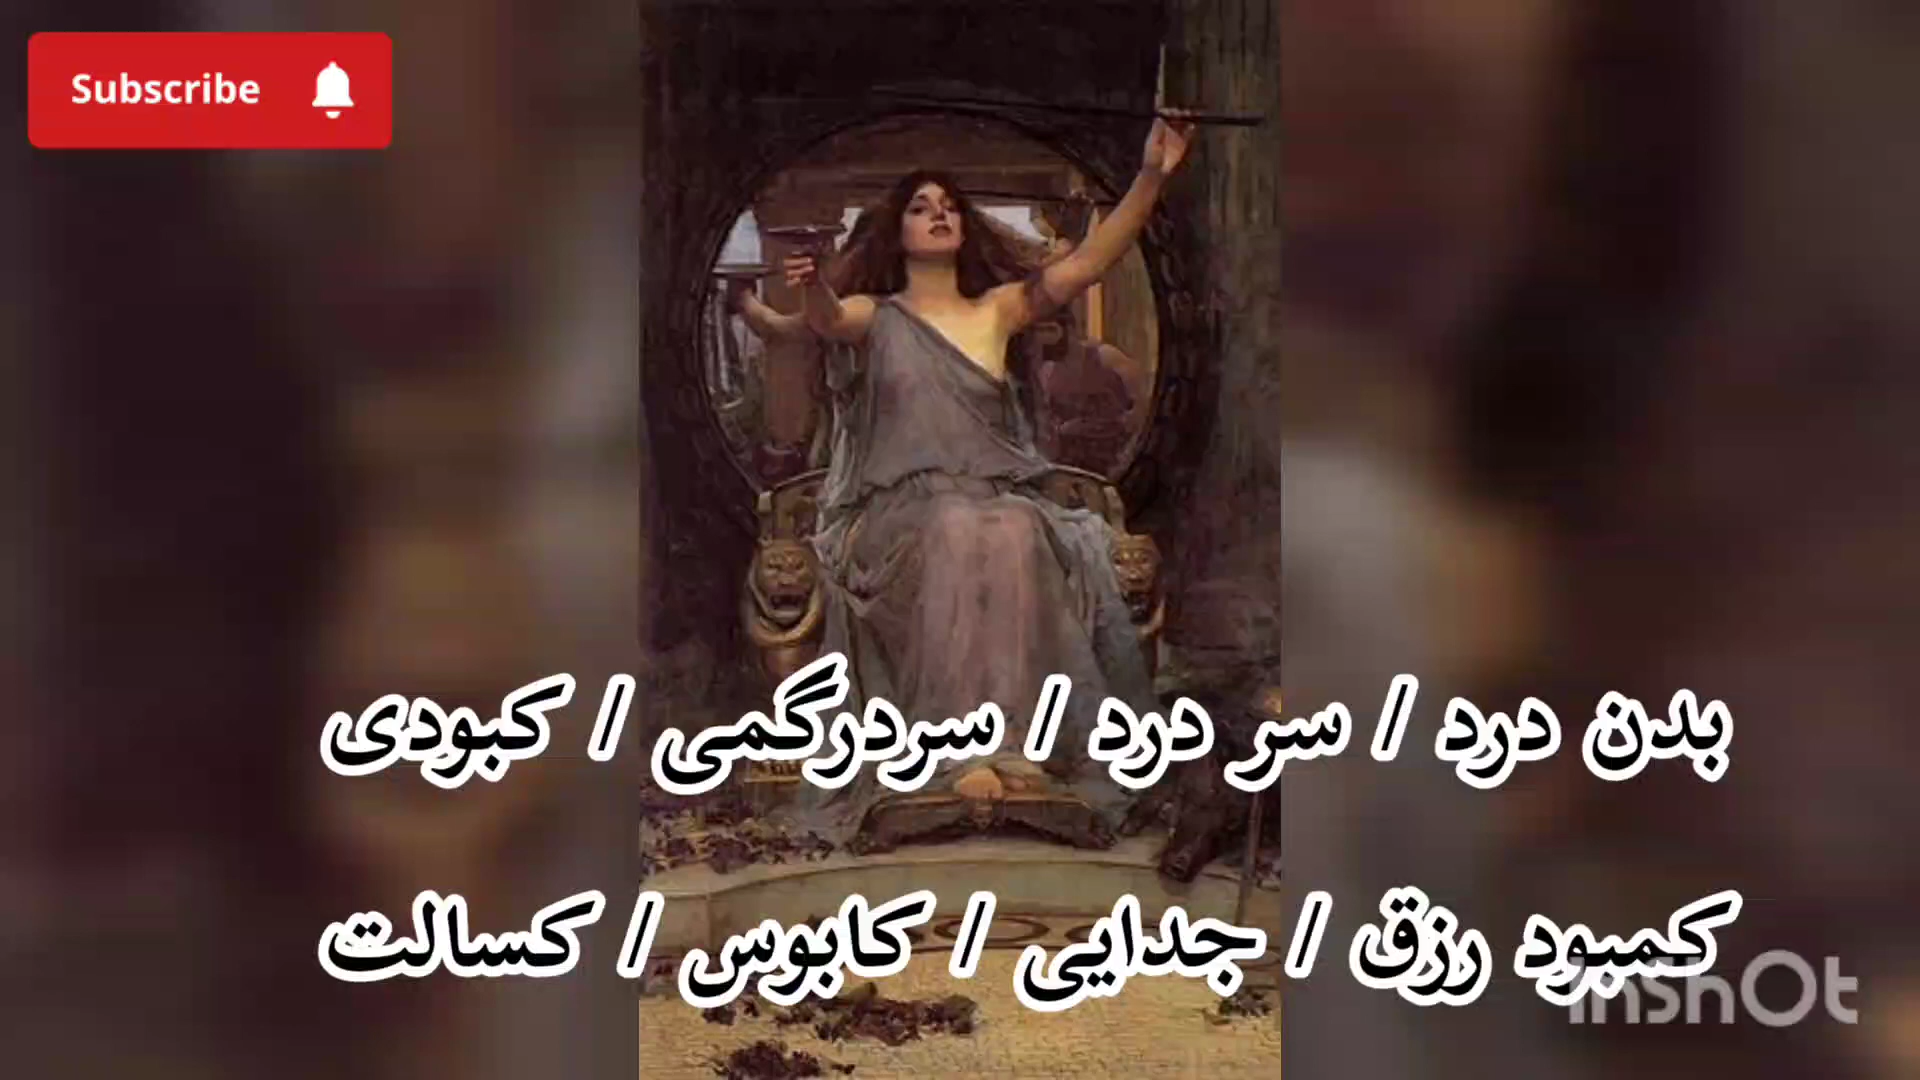 Subscribe
بدن درد / سر درد / سردرگمی / کبودی
کمبود رزق / جدایی / کابوس / کسالت
InShOt